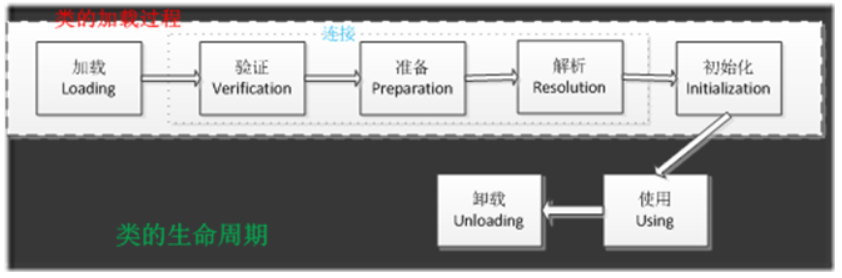 类的加载过程
连接
加载
Loading
验证
Verification
准备
Preparation
解析
Resolution
初始化
Initialization
卸载
Unloading
使用
Using
类的生命周期